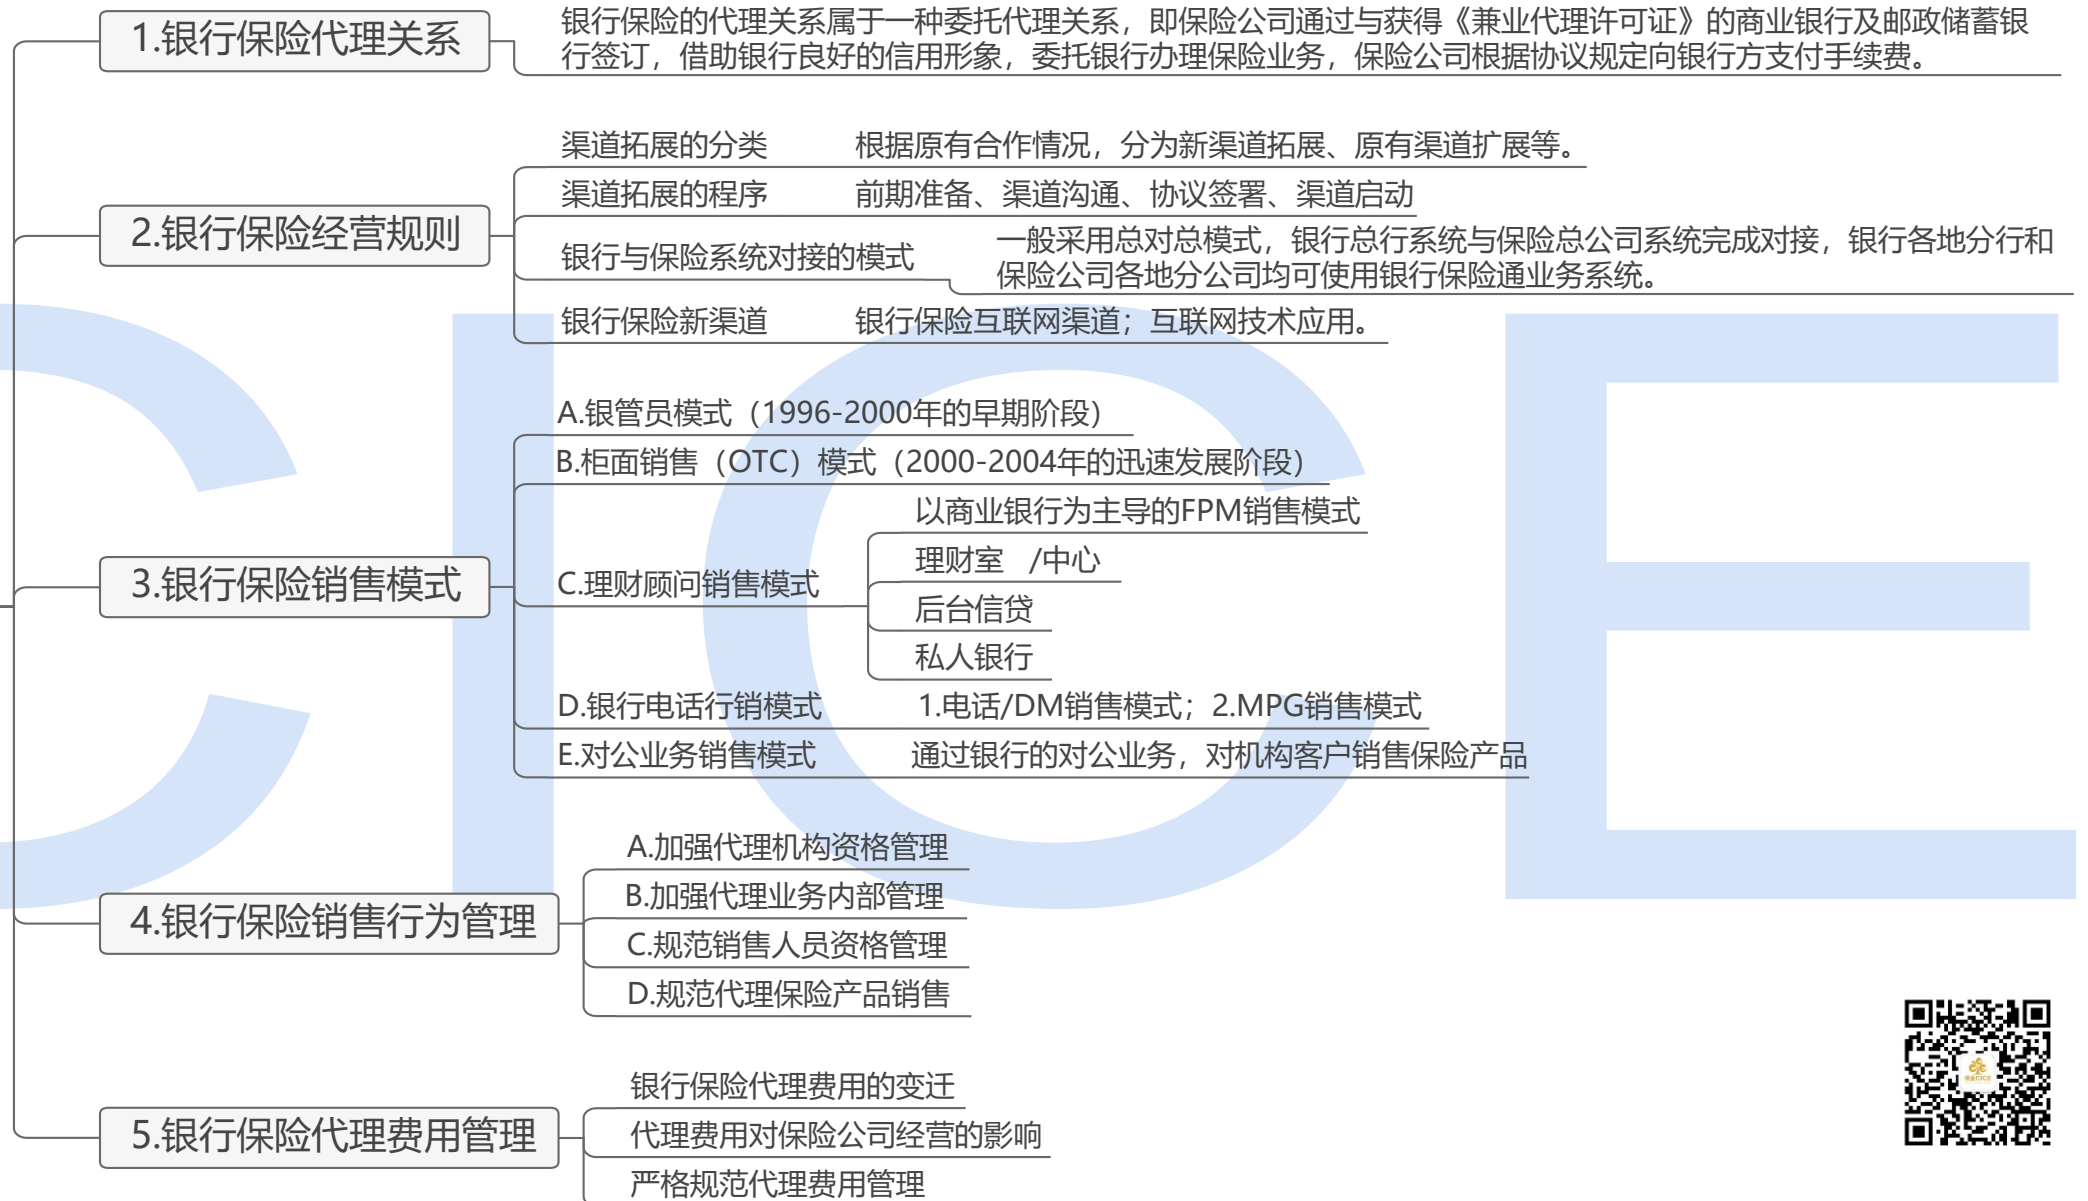 1.银行保险代理关系
银行保险的代理关系属于一种委托代理关系，即保险公司通过与获得《兼业代理许可证》的商业银行及邮政储蓄银
行签订，借助银行良好的信用形象，委托银行办理保险业务，保险公司根据协议规定向银行方支付手续费。
2.银行保险经营规则
渠道拓展的分类 根据原有合作情况，分为新渠道拓展、原有渠道扩展等。
渠道拓展的程序 前期准备、渠道沟通、协议签署、渠道启动
银行与保险系统对接的模式
一般采用总对总模式，银行总行系统与保险总公司系统完成对接，银行各地分行和
保险公司各地分公司均可使用银行保险通业务系统。
银行保险新渠道 银行保险互联网渠道；互联网技术应用。
3.银行保险销售模式
A.银管员模式（1996-2000年的早期阶段）
B.柜面销售（OTC）模式（2000-2004年的迅速发展阶段）
C.理财顾问销售模式
以商业银行为主导的FPM销售模式
理财室 /中心
后台信贷
私人银行
D.银行电话行销模式 1.电话/DM销售模式；2.MPG销售模式
E.对公业务销售模式 通过银行的对公业务，对机构客户销售保险产品
4.银行保险销售行为管理
A.加强代理机构资格管理
B.加强代理业务内部管理
C.规范销售人员资格管理
D.规范代理保险产品销售
5.银行保险代理费用管理
银行保险代理费用的变迁
代理费用对保险公司经营的影响
严格规范代理费用管理
CICE